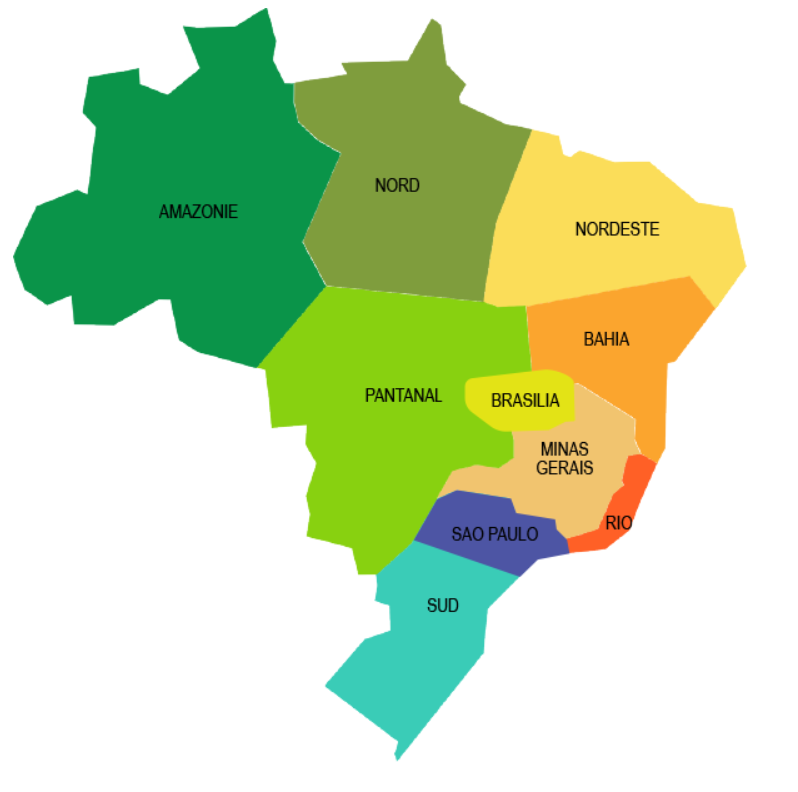 NORD
AMAZONIE
NORDESTE
BAHIA
PANTANAL
BRASILIA
MINAS
GERAIS
RIO
SAO PAULO
SUD